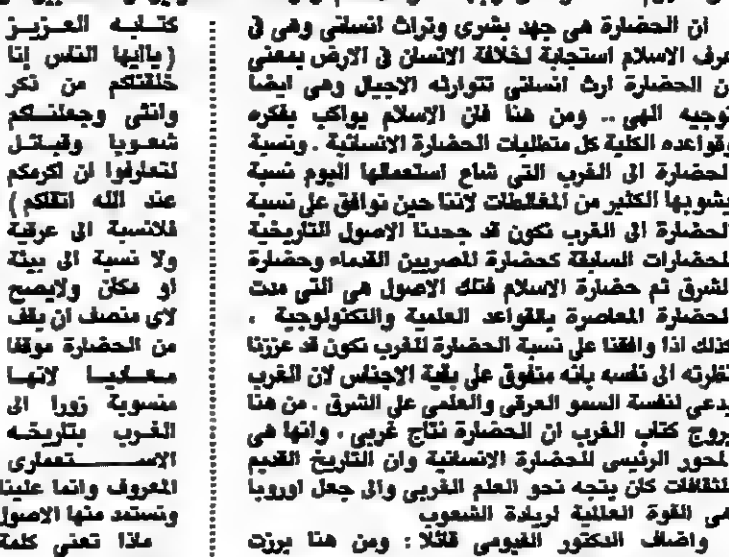 ان الحضارة هى جهد بشرى وتراث انسانى وهى فى
عرف الاسلام استجابة لخلافة الانسان فى الارض بمعنى
ن الحضارة ارث انسانى تتوارثه الاجيال وهى ايضا
توجيه الهى .. ومن هنا فان الاسلام يواكب بفكره
وقواعده الكلية كل متطلبات الحضارة الانسانية . ونسبة
لحضارة الى الغرب التى شاع استعمالها اليوم نسبة
يشوبها الكثير من المغالطات لاننا حين نوافق على نسبة
الحضارة الى الغرب نكون قد جحدنا الاصول التاريخية
للحضارات السابقة كحضارة المصريين القدماء وحضارة
لشرق ثم حضارة الاسلام فتلك الاصول هى التى مدت
لحضارة المعاصرة بالقواعد العلمية والتكنولوجية .
كذلك اذا وافقنا على نسبة الحضارة للغرب نكون قد عززنا
نظرته الى نفسه بانه متفوق على بقية الاجناس لان الغرب
يدعى لنفسة السمو العرقى والعلمى على الشرق . من هنا
يروج كتاب الغرب ان الحضارة نتاج غربى ، وانها هى
لمحور الرئيسى للحضارة الانسانية وان التاريخ القديم
للثقافات كان يتجه نحو العلم الغربى والى جعل اوروبا
هى القوة العالمية لريادة الشعوب
واضاف الدكتور الفيومى قائلا : ومن هنا برزت
كتابه العزيز
( ياايها الناس إنا
خلقناكم من ذكر
وانثى وجعلناكم
شعوبا وقبائل
لتعارفوا ان اكرمكم
عند الله اتقاكم )
فلانسبة الى عرقية
ولا نسبة الى بيئة
او مكان ولايصح
لاى منصف ان يقف
من الحضارة موقفا
معاديا لانها
منسوبة زورا الى
الغرب بتاريخه
الاستعمارى
المعروف وانما علينا
ونستمد منها الاصول
ماذا تعنى كلمة